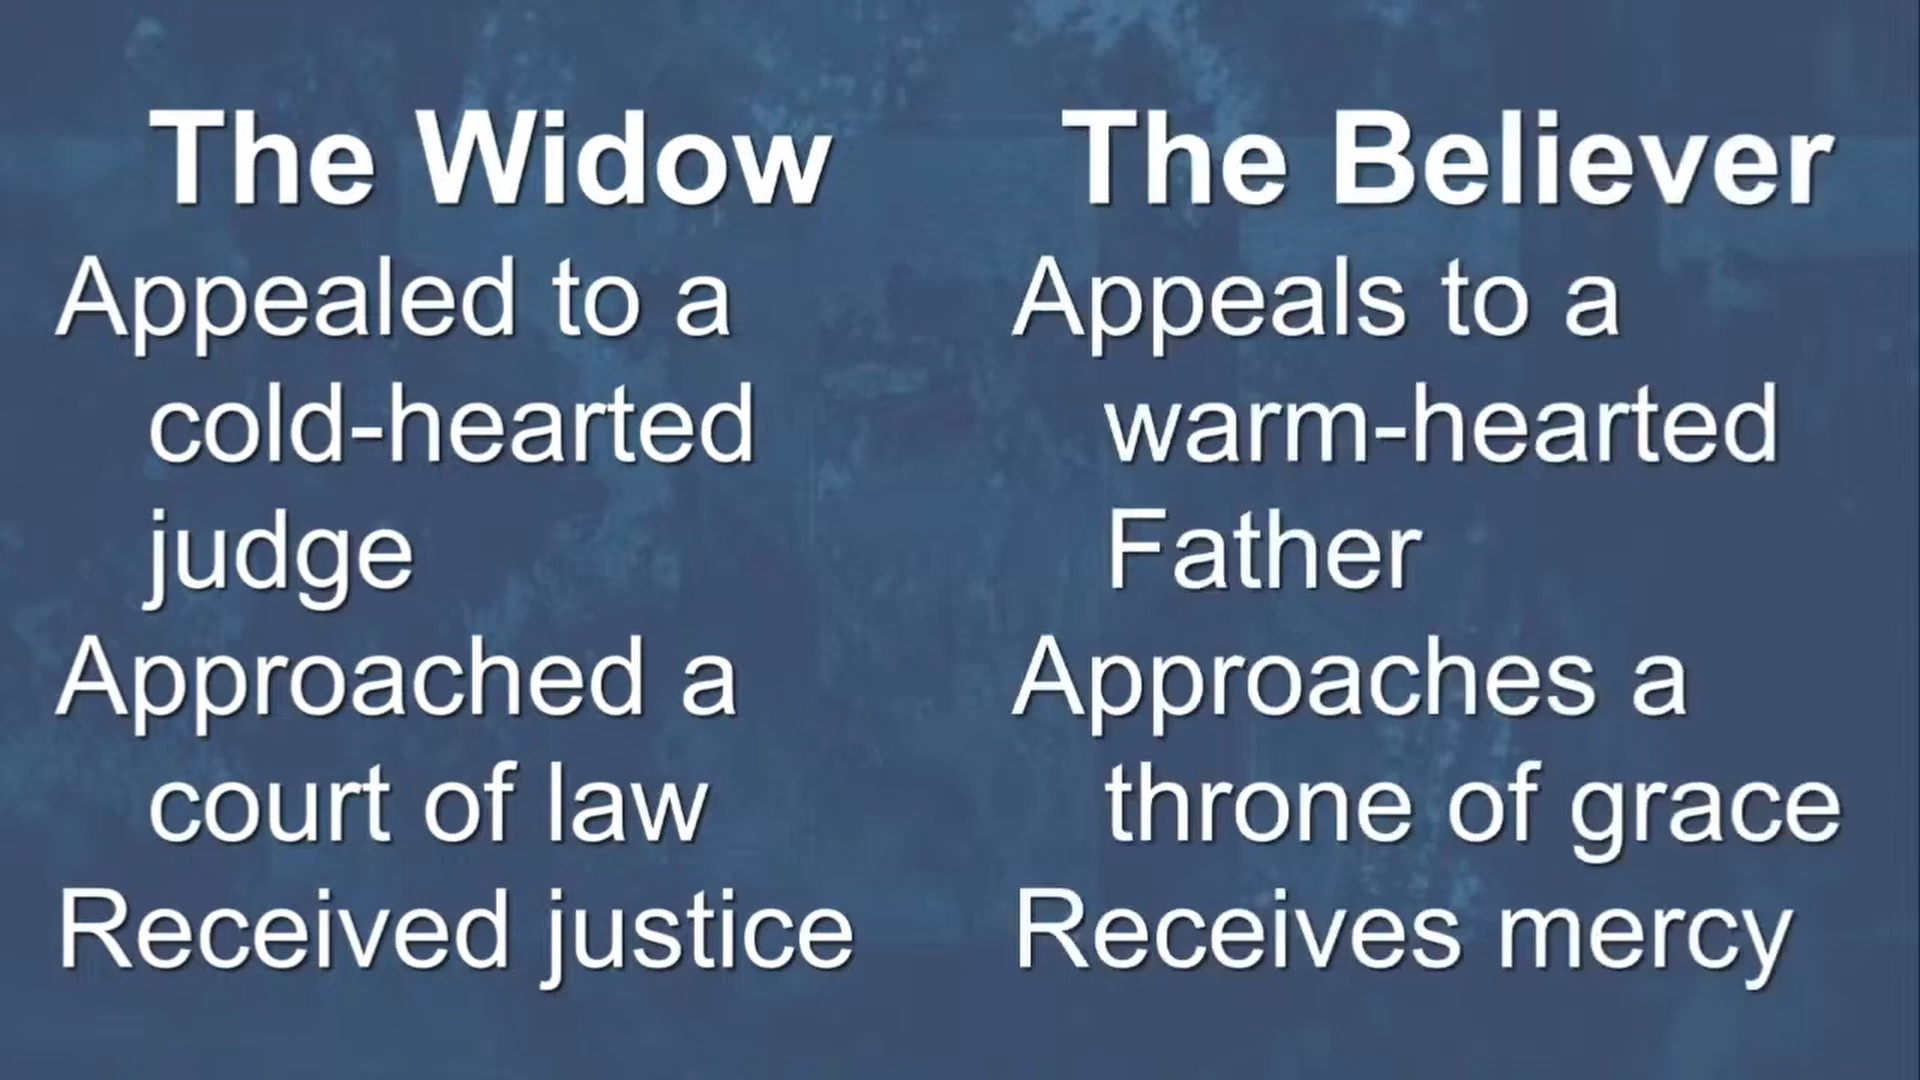 The Widow
Appealed to a
cold-hearted
judge
Approached a
court of law
Received justice
The Believer
Appeals to a
warm-hearted
Father
Approaches a
throne of grace
Receives mercy